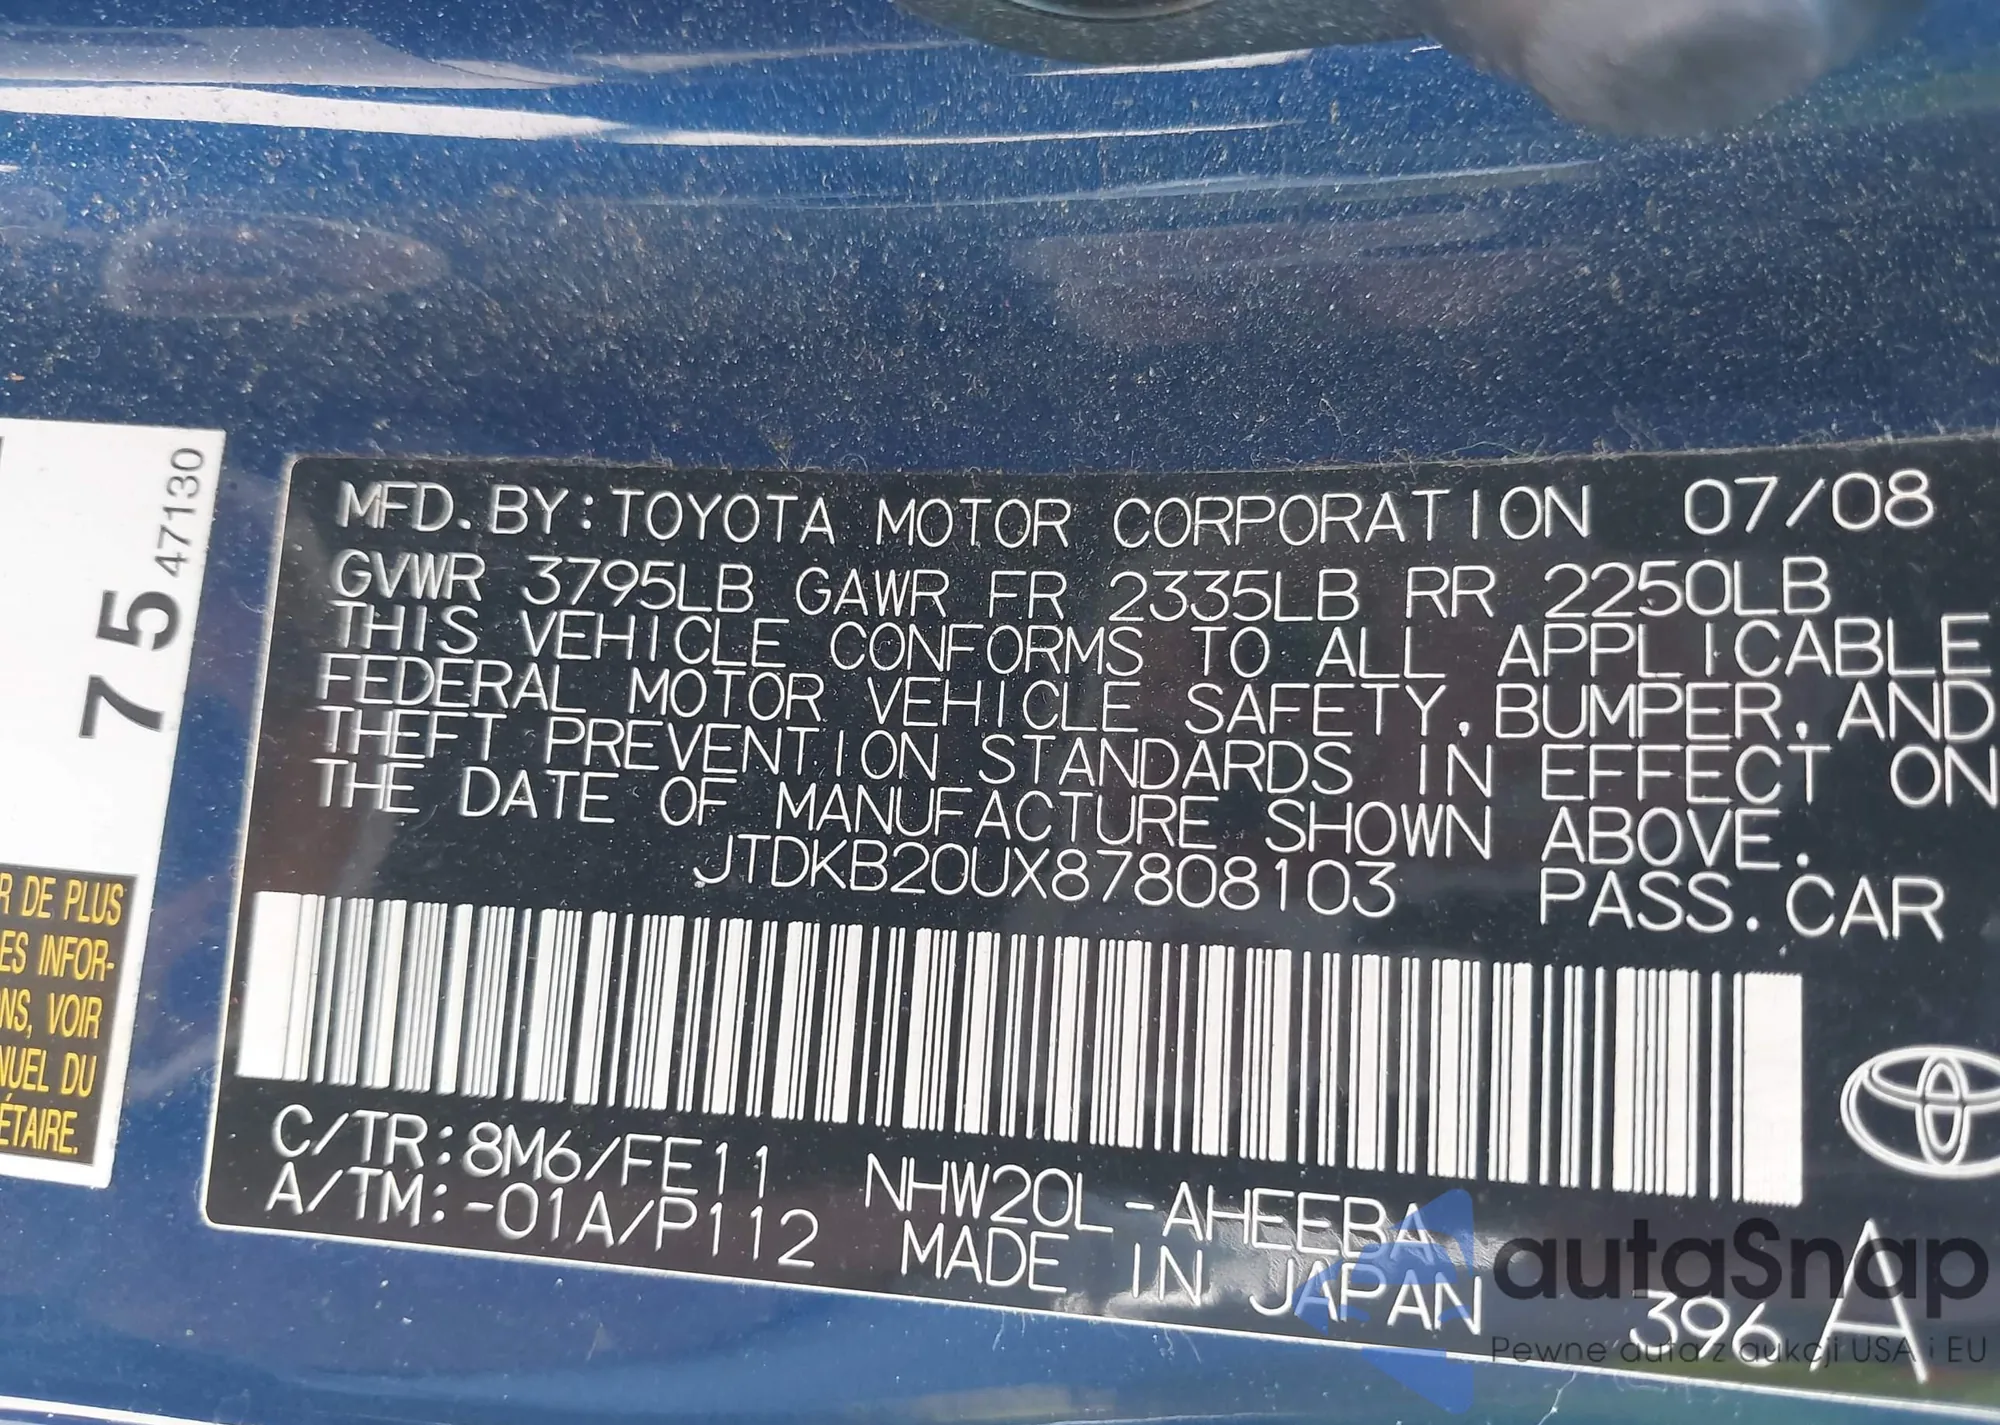 MFD. BY: TOYOTA MOTOR CORPORATION 07/08
GVWR 3795LB GAWR FR 2335LB RR 2250LB
THIS VEHICLE CONFORMS TO ALL APPLICABLE
FEDERAL MOTOR VEHICLE SAFETY, BUMPER, AND
THEFT PREVENTION STANDARDS IN EFFECT ON
THE DATE OF MANUFACTURE SHOWN ABOVE.
JTDKB20UX87808103 PASS. CAR
C/TR: 8M6/FE11 NHW20L-AHEEBA
A/TM: -01A/P112 MADE IN JAPAN
396 A
75
47130
R DE PLUS
ES INFOR-
NS, VOIR
NUEL DU
ÉTAIRE.
autaSnap
Pewne auta z aukcji USA i EU